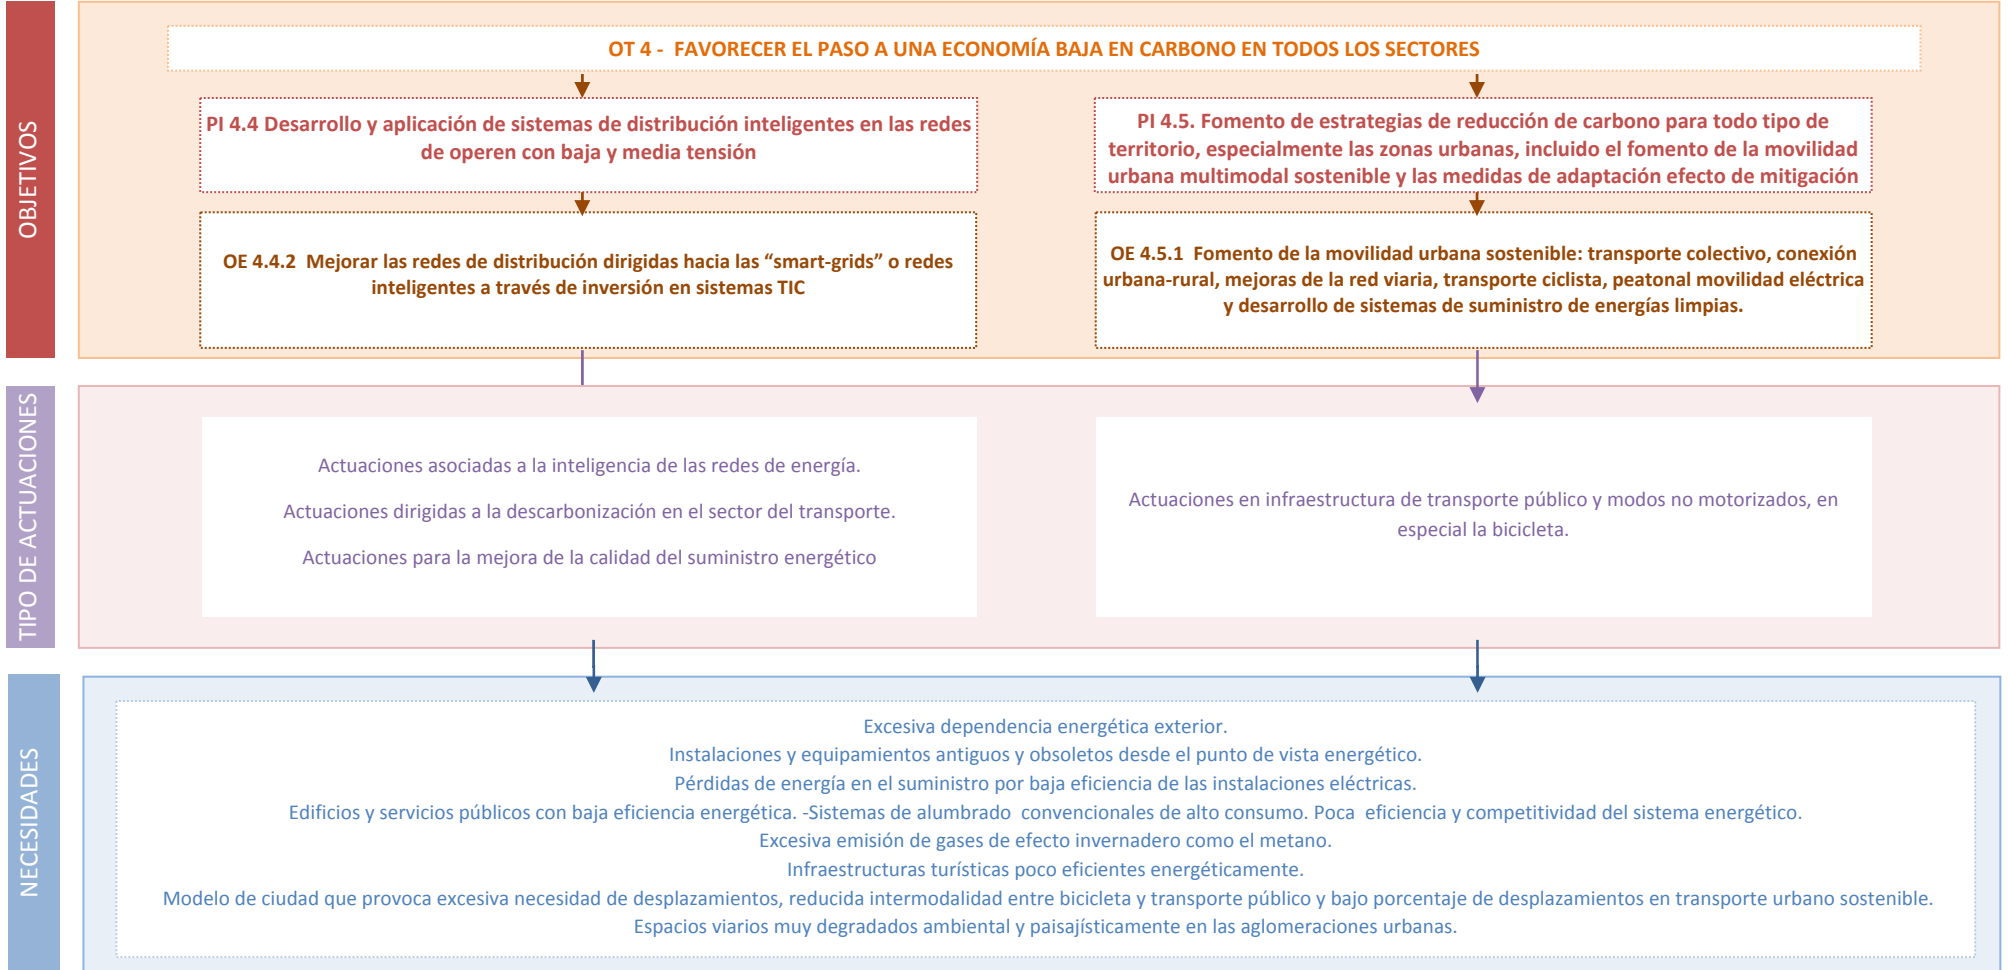 OBJETIVOS
OT 4 - FAVORECER EL PASO A UNA ECONOMÍA BAJA EN CARBONO EN TODOS LOS SECTORES
PI 4.4 Desarrollo y aplicación de sistemas de distribución inteligentes en las redes
de operen con baja y media tensión
PI 4.5. Fomento de estrategias de reducción de carbono para todo tipo de
territorio, especialmente las zonas urbanas, incluido el fomento de la movilidad
urbana multimodal sostenible y las medidas de adaptación efecto de mitigación
OE 4.4.2 Mejorar las redes de distribución dirigidas hacia las “smart-grids” o redes
inteligentes a través de inversión en sistemas TIC
OE 4.5.1 Fomento de la movilidad urbana sostenible: transporte colectivo, conexión
urbana-rural, mejoras de la red viaria, transporte ciclista, peatonal movilidad eléctrica
y desarrollo de sistemas de suministro de energías limpias.
TIPO DE ACTUACIONES
Actuaciones asociadas a la inteligencia de las redes de energía.
Actuaciones dirigidas a la descarbonización en el sector del transporte.
Actuaciones para la mejora de la calidad del suministro energético
Actuaciones en infraestructura de transporte público y modos no motorizados, en
especial la bicicleta.
NECESIDADES
Excesiva dependencia energética exterior.
Instalaciones y equipamientos antiguos y obsoletos desde el punto de vista energético.
Pérdidas de energía en el suministro por baja eficiencia de las instalaciones eléctricas.
Edificios y servicios públicos con baja eficiencia energética. -Sistemas de alumbrado convencionales de alto consumo. Poca eficiencia y competitividad del sistema energético.
Excesiva emisión de gases de efecto invernadero como el metano.
Infraestructuras turísticas poco eficientes energéticamente.
Modelo de ciudad que provoca excesiva necesidad de desplazamientos, reducida intermodalidad entre bicicleta y transporte público y bajo porcentaje de desplazamientos en transporte urbano sostenible.
Espacios viarios muy degradados ambiental y paisajísticamente en las aglomeraciones urbanas.